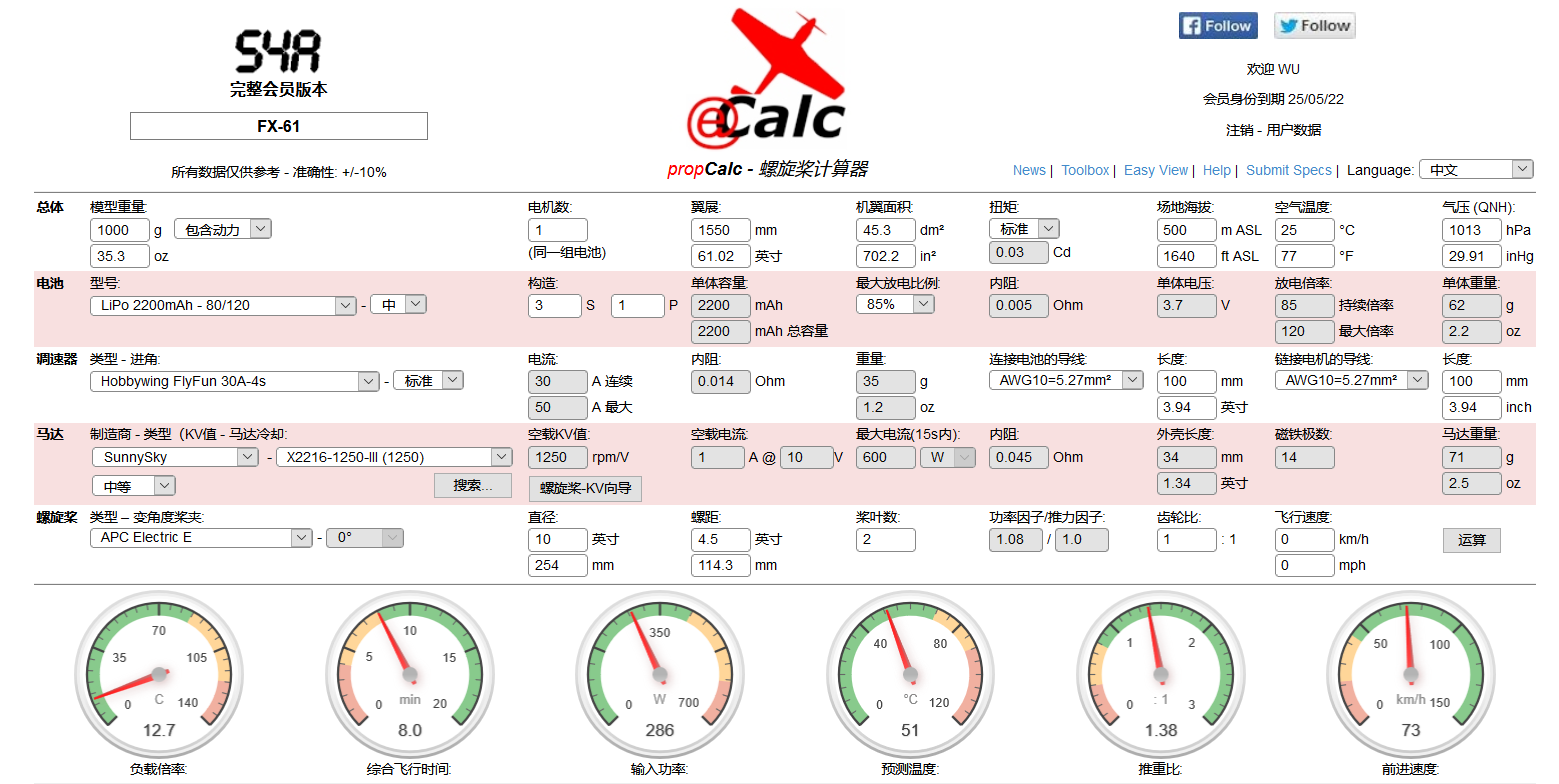 S4A
完整会员版本
FX-61
所有数据仅供参考 - 准确性: +/-10%
@Calc
propCalc - 螺旋桨计算器
Follow Follow
欢迎 WU
会员身份到期 25/05/22
注销 - 用户数据
News | Toolbox | Easy View | Help | Submit Specs | Language: 中文
总体 模型重量: 电机数: 翼展: 机翼面积: 扭矩: 场地海拔: 空气温度: 气压 (QNH):
1000 g 包含动力 1 1550 mm 45.3 dm² 标准 500 m ASL 25 °C 1013 hPa
35.3 oz (同一组电池) 61.02 英寸 702.2 in² 0.03 Cd 1640 ft ASL 77 °F 29.91 inHg
电池 型号: 构造: 单体容量: 最大放电比例: 内阻: 单体电压: 放电倍率: 单体重量:
LiPo 2200mAh - 80/120 - 中 3 S 1 P 2200 mAh 85% 0.005 Ohm 3.7 V 85 持续倍率 62 g
2200 mAh 总容量 120 最大倍率 2.2 oz
调速器 类型 - 进角: 电流: 内阻: 重量: 连接电池的导线: 长度: 链接电机的导线: 长度:
Hobbywing FlyFun 30A-4s - 标准 30 A 连续 0.014 Ohm 35 g AWG10=5.27mm² 100 mm AWG10=5.27mm² 100 mm
50 A 最大 1.2 oz 3.94 英寸 3.94 inch
马达 制造商 - 类型（KV值 - 马达冷却: 空载KV值: 空载电流: 最大电流(15s内): 内阻: 外壳长度: 磁铁极数: 马达重量:
SunnySky - X2216-1250-III (1250) 1250 rpm/V 1 A @ 10 V 600 W 0.045 Ohm 34 mm 14 71 g
中等 搜索... 螺旋桨-KV向导 1.34 英寸 2.5 oz
螺旋桨 类型 – 变角度桨夹: 直径: 螺距: 桨叶数: 功率因子/推力因子: 齿轮比: 飞行速度:
APC Electric E - 0° 10 英寸 4.5 英寸 2 1.08 / 1.0 1 : 1 0 km/h 运算
254 mm 114.3 mm 0 mph
0 35 70 105 140 C 12.7
0 5 10 15 20 min 8.0
0 350 700 W 286
0 40 80 120 °C 51
0 1 2 3 : 1 1.38
0 50 100 150 km/h 73
负载倍率: 综合飞行时间: 输入功率: 预测温度: 推重比: 前进速度: